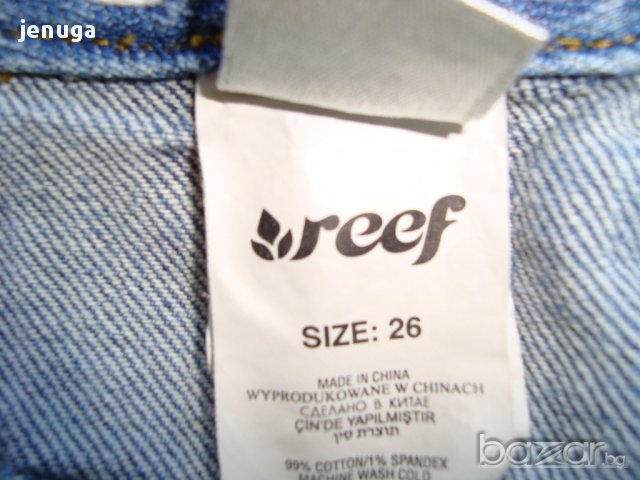 jenuga
reef
SIZE: 26
MADE IN CHINA
WYPRODUKOWANE W CHINACH
СДЕЛАНО В КИТАЕ
ÇİN'DE YAPILMIŞTIR
תוצרת סין
99% COTTON/1% SPANDEX
MACHINE WASH COLD
bazar.bg